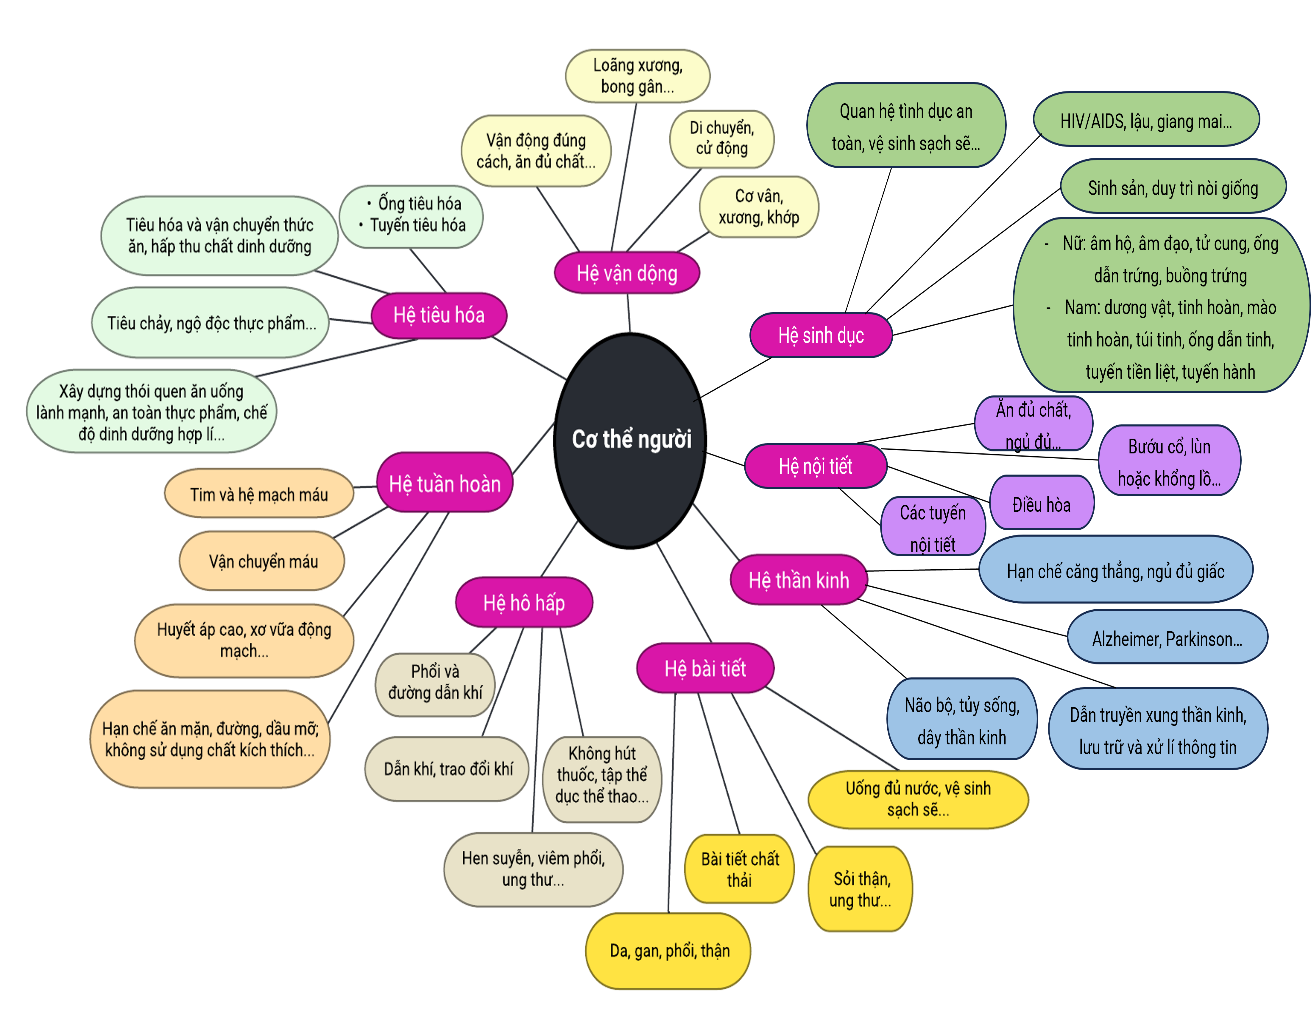 Loãng xương,
bong gân...
Vận động đúng
cách, ăn đủ chất...
Di chuyển,
cử động
Cơ vân,
xương, khớp
Hệ vận dộng
Quan hệ tình dục an
toàn, vệ sinh sạch sẽ...
HIV/AIDS, lậu, giang mai...
Sinh sản, duy trì nòi giống
- Nữ: âm hộ, âm đạo, tử cung, ống
dẫn trứng, buồng trứng
- Nam: dương vật, tinh hoàn, mào
tinh hoàn, túi tinh, ống dẫn tinh,
tuyến tiền liệt, tuyến hành
Hệ sinh dục
Tiêu hóa và vận chuyển thức
ăn, hấp thu chất dinh dưỡng
• Ống tiêu hóa
• Tuyến tiêu hóa
Hệ tiêu hóa
Tiêu chảy, ngộ độc thực phẩm...
Xây dựng thói quen ăn uống
lành mạnh, an toàn thực phẩm, chế
độ dinh dưỡng hợp lí...
Cơ thể người
Ăn đủ chất,
ngủ đủ...
Bướu cổ, lùn
hoặc khổng lồ...
Hệ nội tiết
Điều hòa
Các tuyến
nội tiết
Hệ tuần hoàn
Tim và hệ mạch máu
Vận chuyển máu
Huyết áp cao, xơ vữa động
mạch...
Hạn chế ăn mặn, đường, dầu mỡ;
không sử dụng chất kích thích...
Hệ thần kinh
Hạn chế căng thẳng, ngủ đủ giấc
Alzheimer, Parkinson...
Não bộ, tủy sống,
dây thần kinh
Dẫn truyền xung thần kinh,
lưu trữ và xử lí thông tin
Hệ hô hấp
Phổi và
đường dẫn khí
Dẫn khí, trao đổi khí
Không hút
thuốc, tập thể
dục thể thao...
Hen suyễn, viêm phổi,
ung thư...
Hệ bài tiết
Uống đủ nước, vệ sinh
sạch sẽ...
Bài tiết chất
thải
Sỏi thận,
ung thư...
Da, gan, phổi, thận